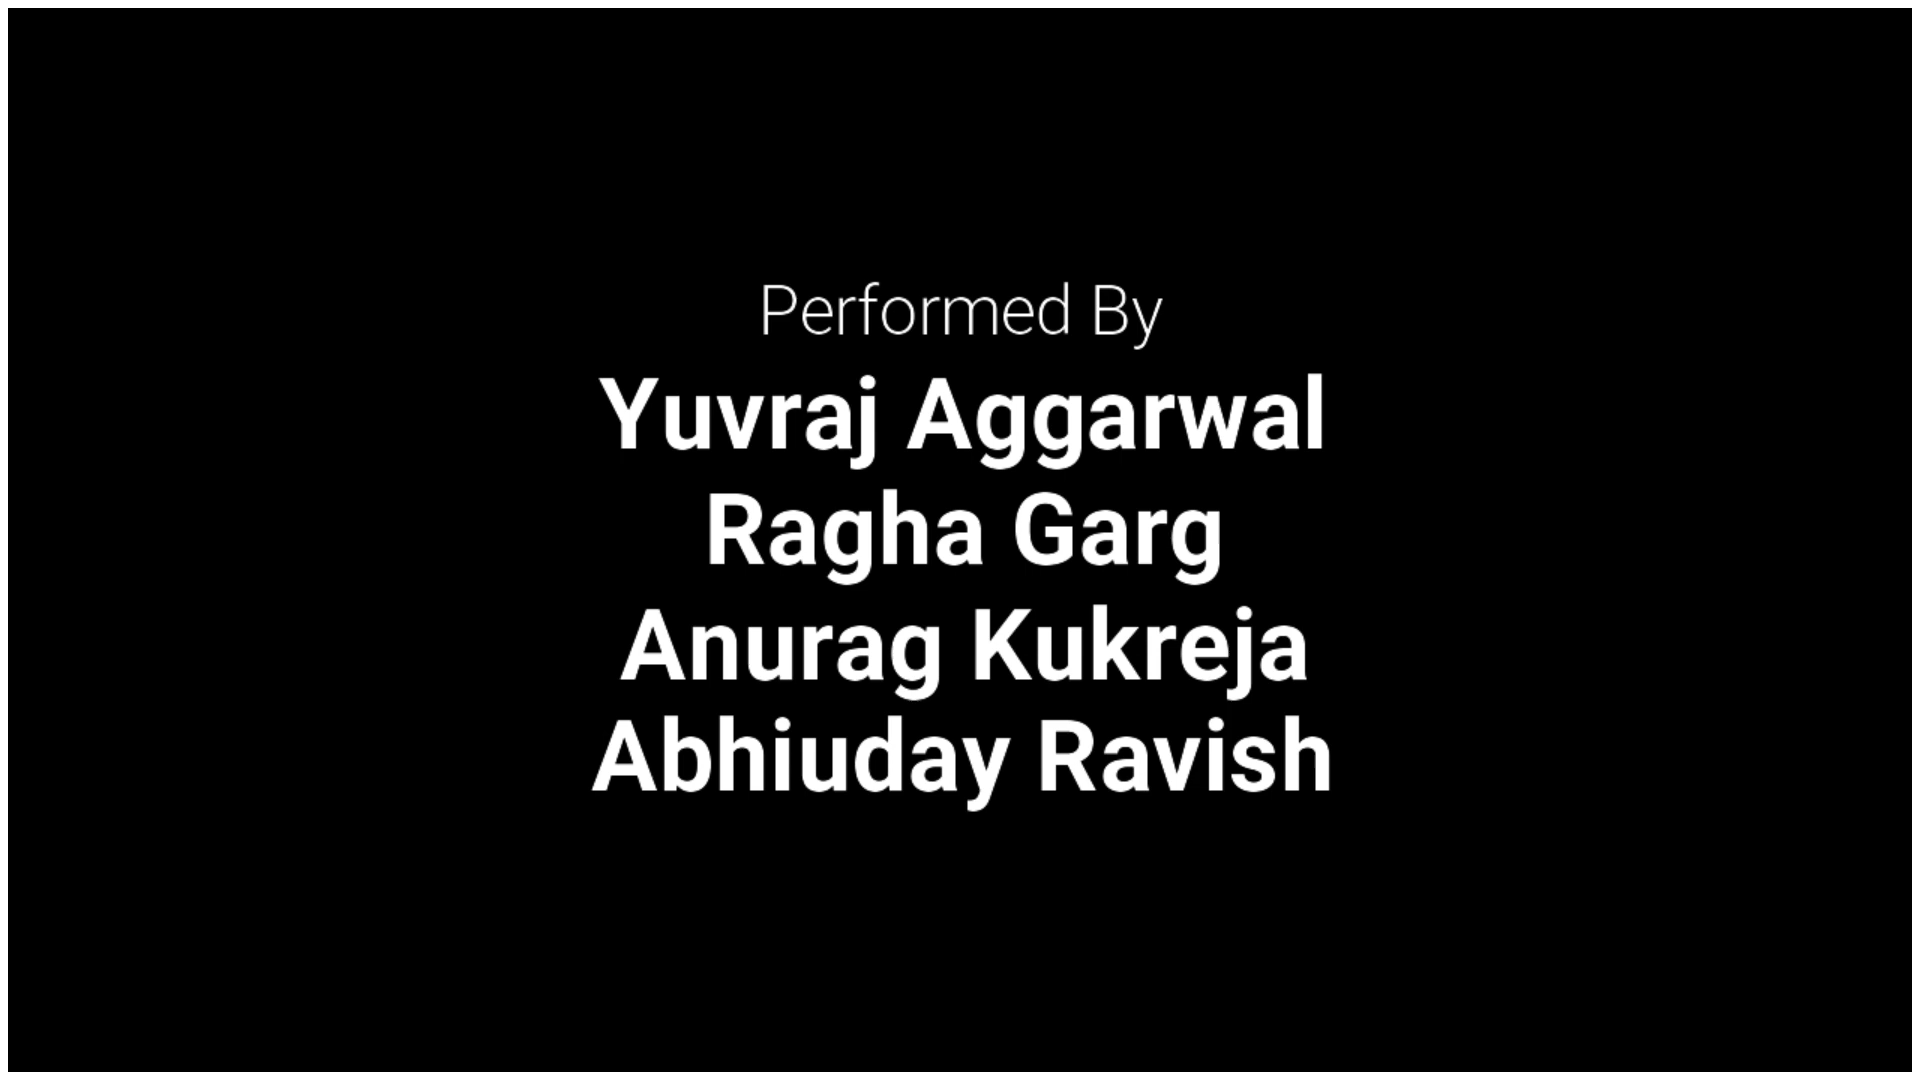 Performed By
Yuvraj Aggarwal
Ragha Garg
Anurag Kukreja
Abhiuday Ravish